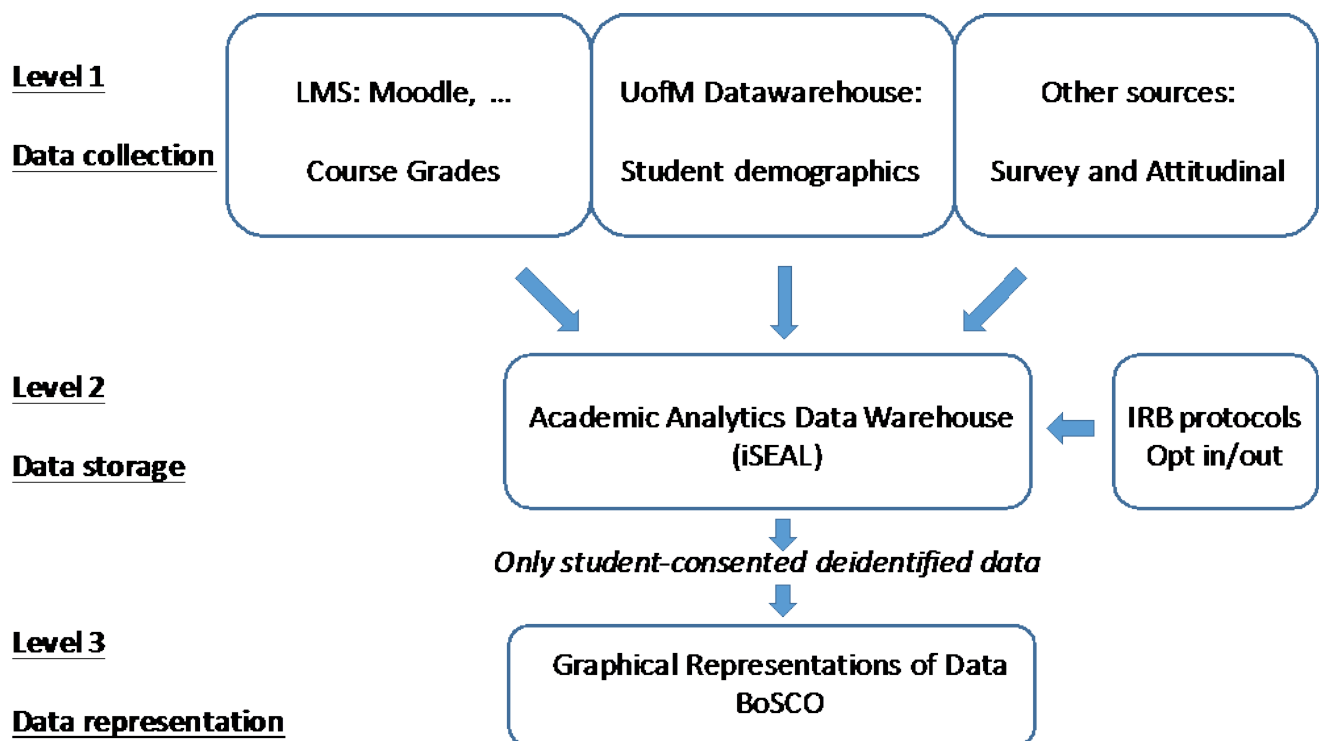 Level 1
Data collection
LMS: Moodle, ...
Course Grades
UofM Datawarehouse:
Student demographics
Other sources:
Survey and Attitudinal
Level 2
Data storage
Academic Analytics Data Warehouse
(iSEAL)
IRB protocols
Opt in/out
Only student-consented deidentified data
Level 3
Data representation
Graphical Representations of Data
BoSCO